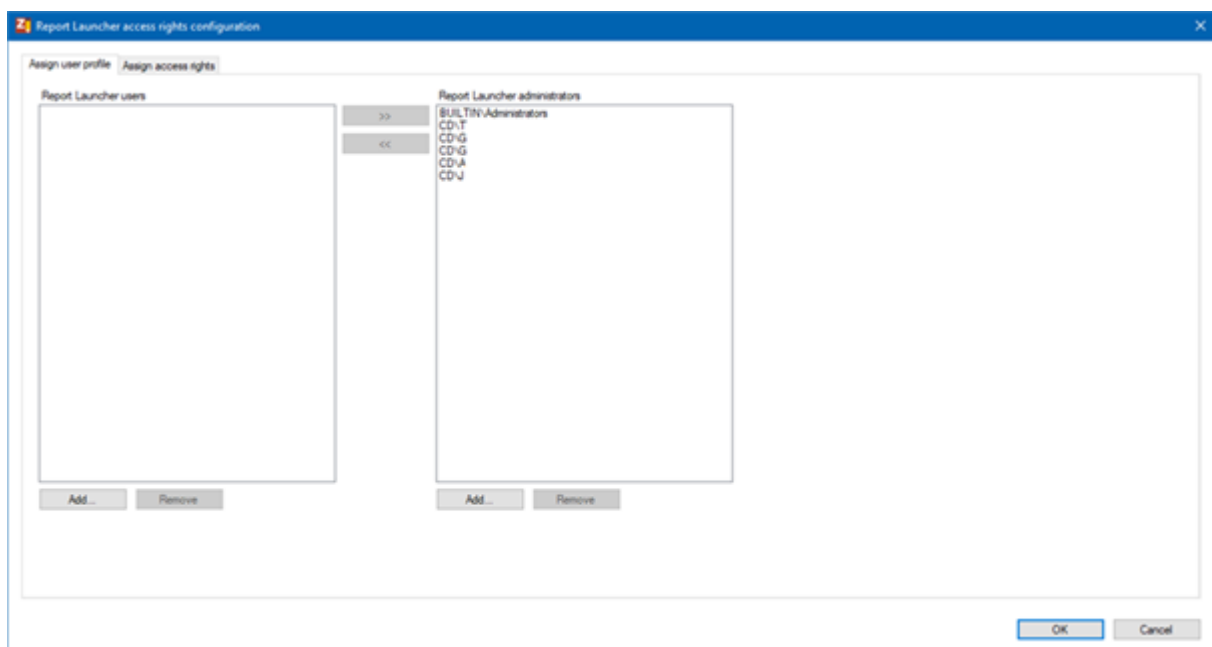 Report Launcher access rights configuration
Assign user profile Assign access rights
Report Launcher users
Report Launcher administrators
>>
<<
BUILTIN\Administrators
CD\T
CD\G
CD\G
CD\A
CD\J
Add... Remove
Add... Remove
OK Cancel